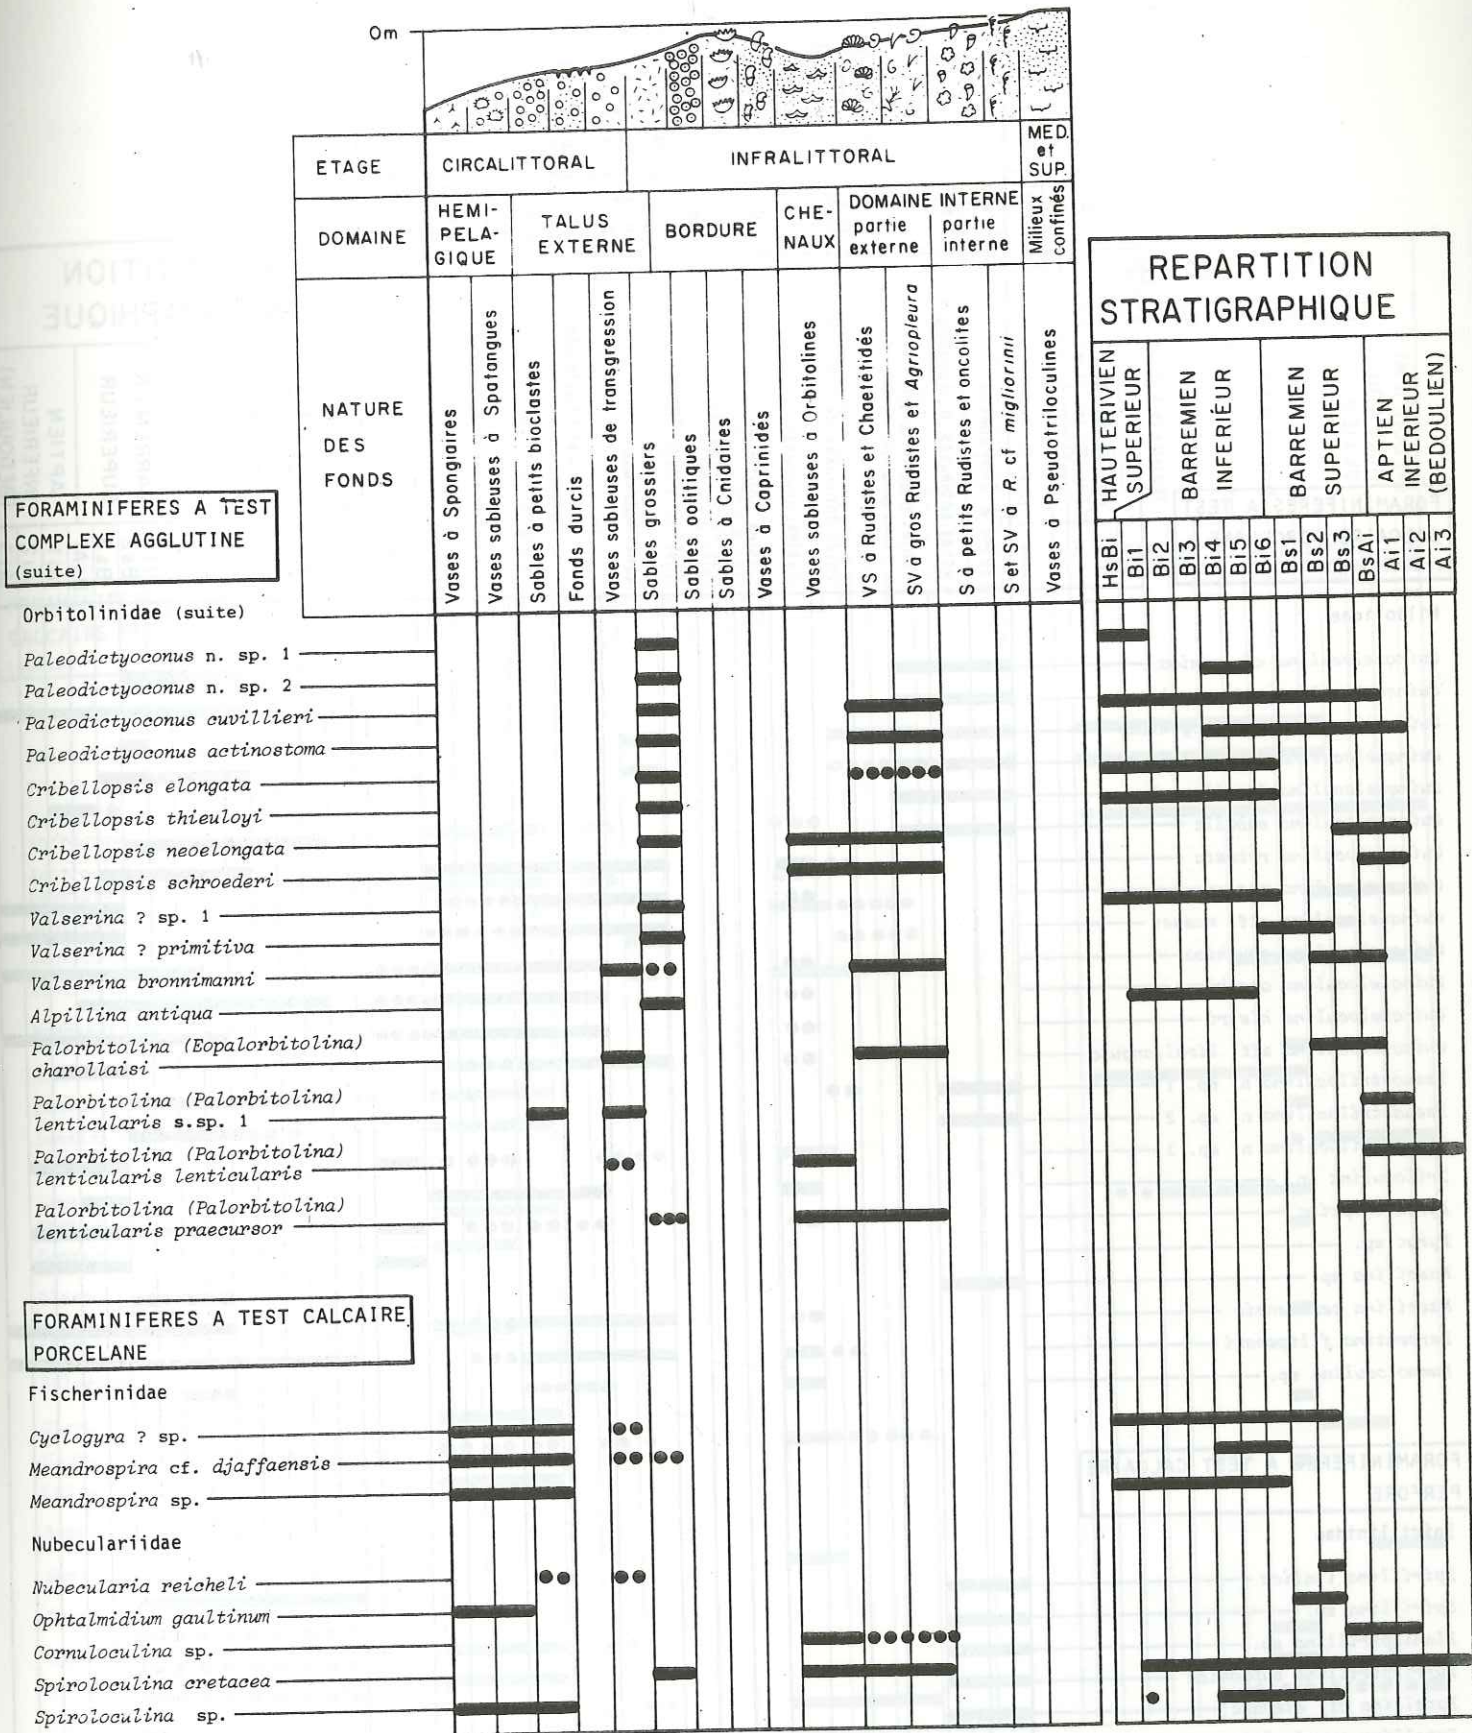 0m
ETAGE
CIRCALITTORAL
INFRALITTORAL
MED.
et
SUP.
DOMAINE
HEMI-
PELA-
GIQUE
TALUS
EXTERNE
BORDURE
CHE-
NAUX
DOMAINE INTERNE
partie
externe
partie
interne
Milieux
confinés
NATURE
DES
FONDS
Vases à Spongiaires
Vases sableuses à Spatangues
Sables à petits bioclastes
Fonds durcis
Vases sableuses de transgression
Sables grossiers
Sables oolitiques
Sables à Cnidaires
Vases à Caprinidés
Vases sableuses à Orbitolines
VS à Rudistes et Chaetétidés
SV à gros Rudistes et Agriopleura
S à petits Rudistes et oncolites
S et SV à R. cf migliorinii
Vases à Pseudotriloculines
REPARTITION
STRATIGRAPHIQUE
HAUTERIVIEN
SUPERIEUR
BARREMIEN
INFERIEUR
BARREMIEN
SUPERIEUR
APTIEN
INFERIEUR
(BEDOULIEN)
HsBi
Bi1
Bi2
Bi3
Bi4
Bi5
Bi6
Bs1
Bs2
Bs3
BsAi
Ai1
Ai2
Ai3
FORAMINIFERES A TEST
COMPLEXE AGGLUTINE
(suite)
Orbitolinidae (suite)
Paleodictyoconus n. sp. 1
Paleodictyoconus n. sp. 2
Paleodictyoconus cuvillieri
Paleodictyoconus actinostoma
Cribellopsis elongata
Cribellopsis thieuloyi
Cribellopsis neoelongata
Cribellopsis schroederi
Valserina ? sp. 1
Valserina ? primitiva
Valserina bronnimanni
Alpillina antiqua
Palorbitolina (Eopalorbitolina)
charollaisi
Palorbitolina (Palorbitolina)
lenticularis s.sp. 1
Palorbitolina (Palorbitolina)
lenticularis lenticularis
Palorbitolina (Palorbitolina)
lenticularis praecursor
FORAMINIFERES A TEST CALCAIRE
PORCELANE
Fischerinidae
Cyclogyra ? sp.
Meandrospira cf. djaffaensis
Meandrospira sp.
Nubeculariidae
Nubecularia reicheli
Ophtalmidium gaultinum
Cornuloculina sp.
Spiroloculina cretacea
Spiroloculina sp.